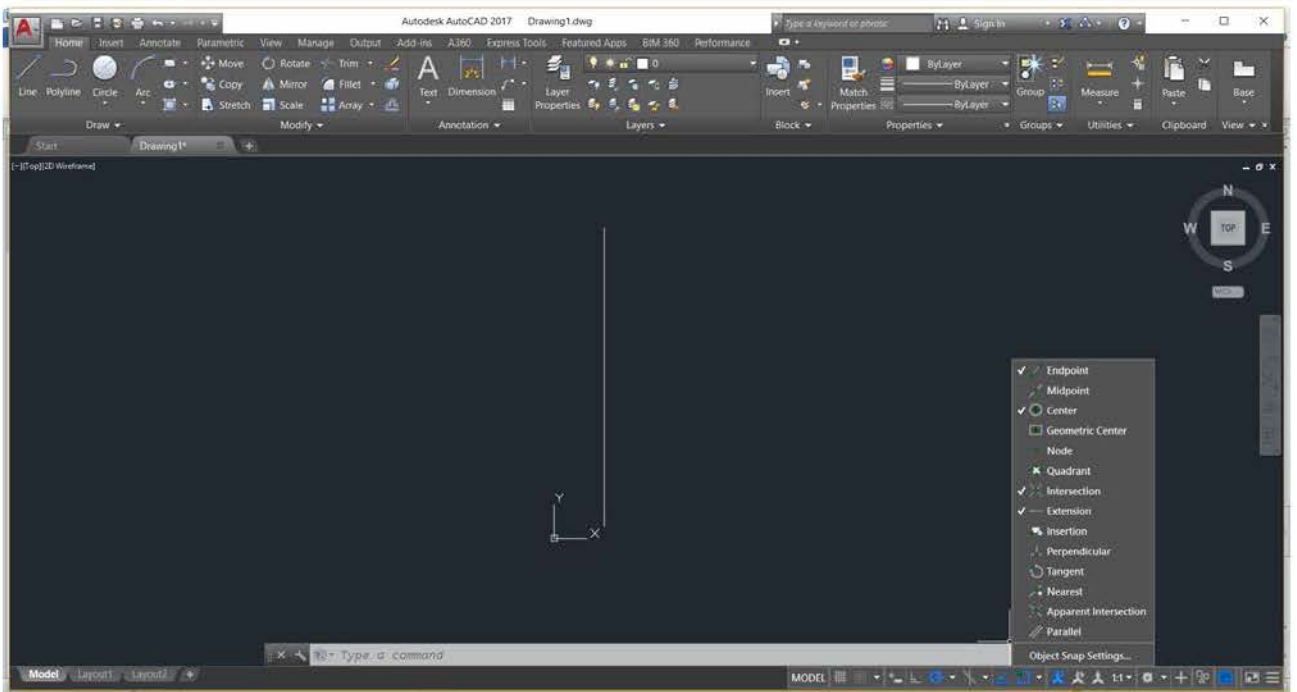 Autodesk AutoCAD 2017 Drawing1.dwg
Type a keyword or phrase Sign In
Home Insert Annotate Parametric View Manage Output Add-ins A360 Express Tools Featured Apps BIM 360 Performance
Line Polyline Circle Arc
Move Rotate Trim
Copy Mirror Fillet
Stretch Scale Array
Text Dimension
Layer Properties
0
Insert
Match Properties
ByLayer
ByLayer
ByLayer
Group
Measure
Paste
Base
Draw Modify Annotation Layers Block Properties Groups Utilities Clipboard View
Start Drawing1*
[-][Top][2D Wireframe]
N
W TOP E
S
WCS
Y
X
Endpoint
Midpoint
Center
Geometric Center
Node
Quadrant
Intersection
Extension
Insertion
Perpendicular
Tangent
Nearest
Apparent Intersection
Parallel
Object Snap Settings...
Type a command
Model Layout1 Layout2 +
MODEL 1:1